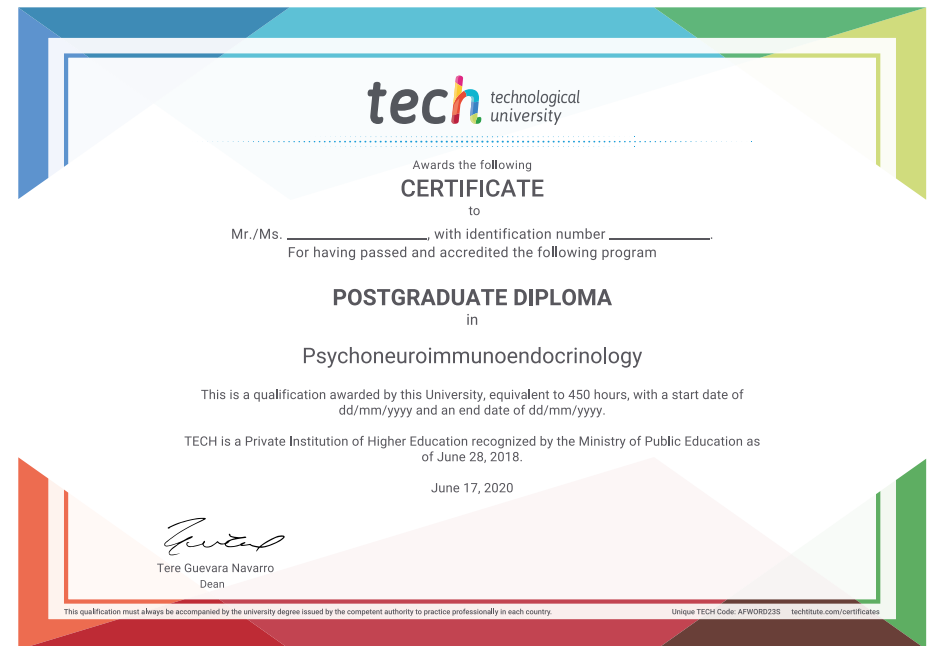 tech technological
university
Awards the following
CERTIFICATE
to
Mr./Ms. ____________________, with identification number ______________.
For having passed and accredited the following program
POSTGRADUATE DIPLOMA
in
Psychoneuroimmunoendocrinology
This is a qualification awarded by this University, equivalent to 450 hours, with a start date of
dd/mm/yyyy and an end date of dd/mm/yyyy.
TECH is a Private Institution of Higher Education recognized by the Ministry of Public Education as
of June 28, 2018.
June 17, 2020
Tere Guevara Navarro
Dean
This qualification must always be accompanied by the university degree issued by the competent authority to practice professionally in each country.
Unique TECH Code: AFWORD23S techtitute.com/certificates